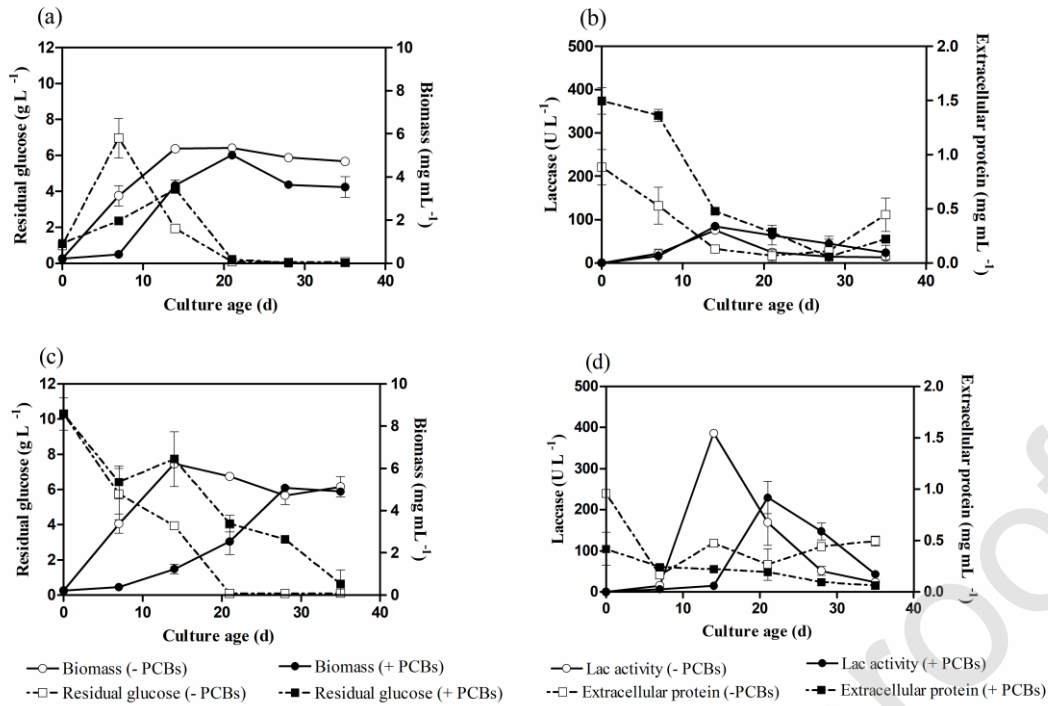 (a)
12
10
8
6
4
2
0
Residual glucose (g L -1)
10
8
6
4
2
0
Biomass (mg mL-1)
0 10 20 30 40
Culture age (d)
(b)
500
400
300
200
100
0
Laccase (U L-1)
2.0
1.5
1.0
0.5
0.0
Extracellular protein (mg mL -1)
0 10 20 30 40
Culture age (d)
(c)
12
10
8
6
4
2
0
Residual glucose (g L -1)
10
8
6
4
2
0
Biomass (mg mL-1)
0 10 20 30 40
Culture age (d)
(d)
500
400
300
200
100
0
Laccase (U L-1)
2.0
1.5
1.0
0.5
0.0
Extracellular protein (mg mL -1)
0 10 20 30 40
Culture age (d)
Biomass (- PCBs) Biomass (+ PCBs)
Residual glucose (- PCBs) Residual glucose (+ PCBs)
Lac activity (- PCBs) Lac activity (+ PCBs)
Extracellular protein (-PCBs) Extracellular protein (+ PCBs)
roof